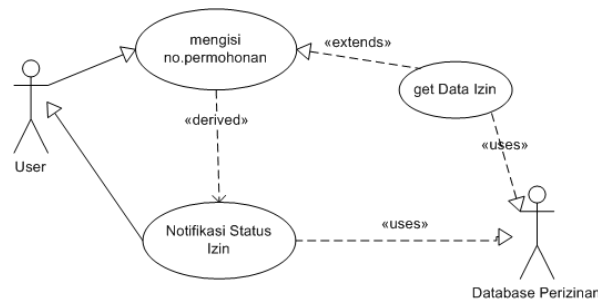 mengisi
no.permohonan
«extends»
get Data Izin
«derived»
«uses»
User
Notifikasi Status
Izin
«uses»
Database Perizinan